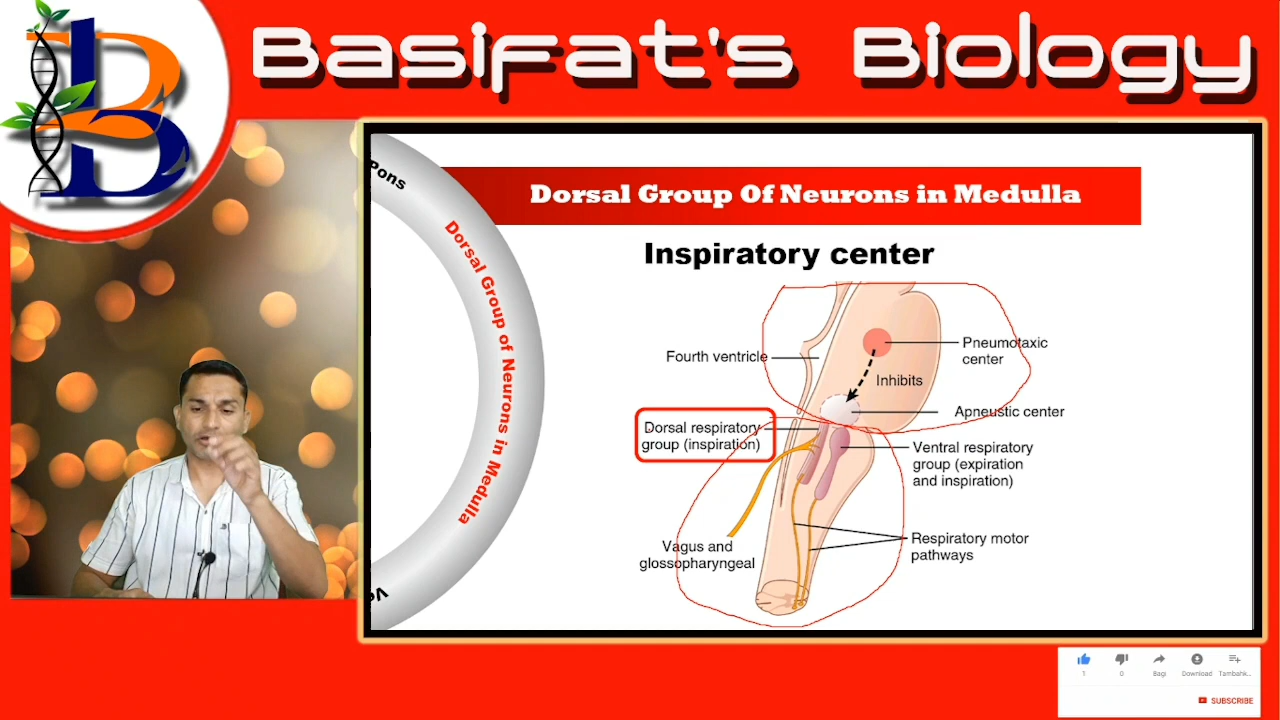 Basifat's Biology
B
Pons
Dorsal Group of Neurons in Medulla
Ve
Dorsal Group Of Neurons in Medulla
Inspiratory center
Fourth ventricle
Pneumotaxic
center
Inhibits
Apneustic center
Dorsal respiratory
group (inspiration)
Ventral respiratory
group (expiration
and inspiration)
Vagus and
glossopharyngeal
Respiratory motor
pathways
1
0
Bagi
Download
Tambahk...
SUBSCRIBE